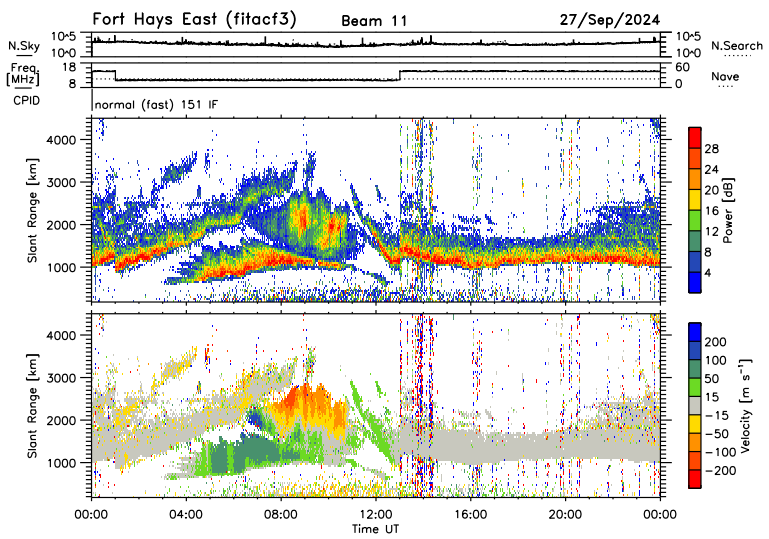 Fort Hays East (fitacf3) Beam 11 27/Sep/2024
N.Sky 10^5 10^0 10^5 10^0 N.Search
Freq. [MHz] 18 8 60 0 Nave
CPID normal (fast) 151 IF
Slant Range [km] 4000 3000 2000 1000
Power [dB] 28 24 20 16 12 8 4
Slant Range [km] 4000 3000 2000 1000
Velocity [m s⁻¹] 200 100 50 15 −15 −50 −100 −200
00:00 04:00 08:00 12:00 16:00 20:00 00:00
Time UT